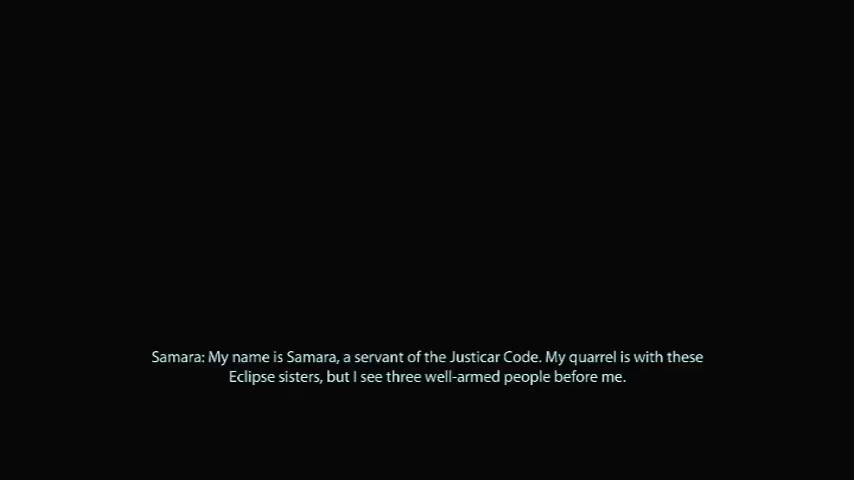 Samara: My name is Samara, a servant of the Justicar Code. My quarrel is with these
Eclipse sisters, but I see three well-armed people before me.